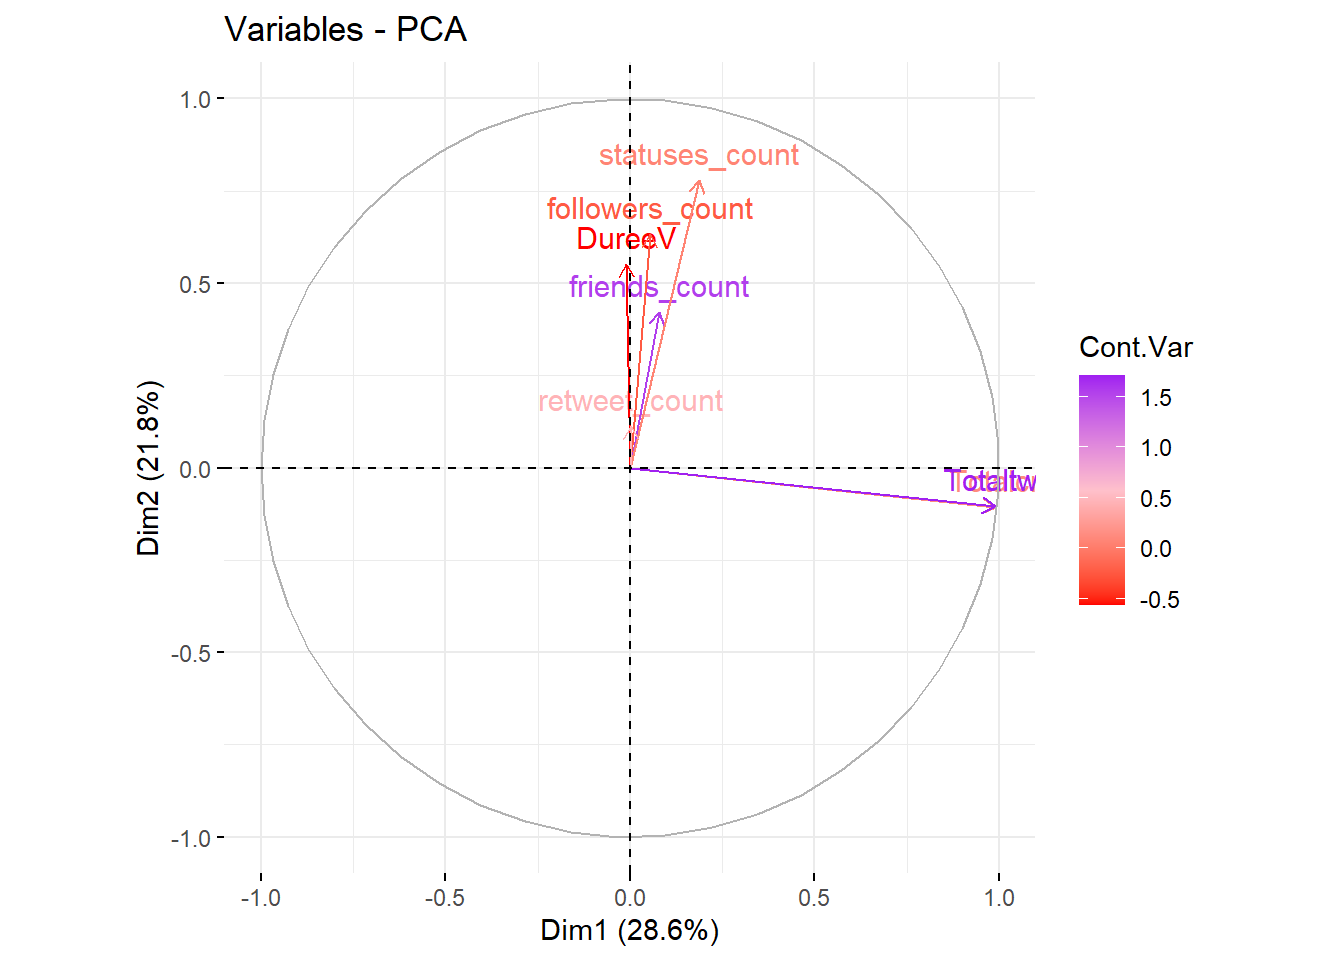 Variables - PCA
1.0
0.5
0.0
-0.5
-1.0
Dim2 (21.8%)
statuses_count
followers_count
DureeV
friends_count
retweet_count
Totaltw
-1.0
-0.5
0.0
0.5
1.0
Dim1 (28.6%)
Cont.Var
1.5
1.0
0.5
0.0
-0.5